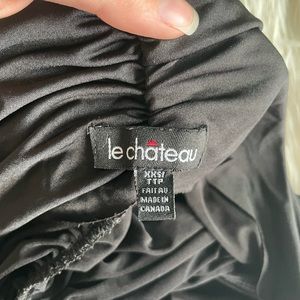 le château
XXS/
TTP
FAIT AU
MADE IN
CANADA